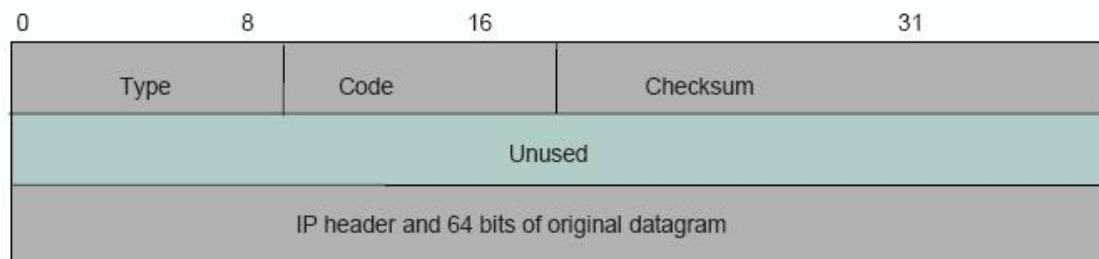 0 8 16 31
Type Code Checksum
Unused
IP header and 64 bits of original datagram